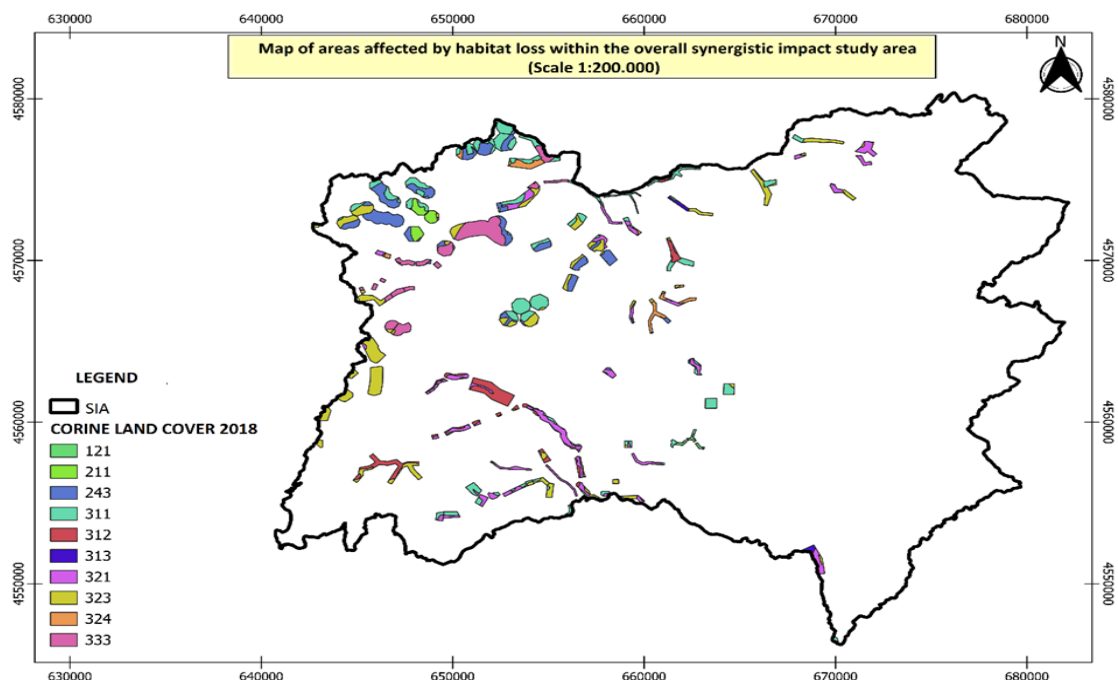 630000 640000 650000 660000 670000 680000
Map of areas affected by habitat loss within the overall synergistic impact study area
(Scale 1:200.000)
N
4580000 4580000
4570000 4570000
LEGEND
SIA
CORINE LAND COVER 2018
4560000 4560000
121
211
243
311
312
313
321
4550000 4550000
323
324
333
630000 640000 650000 660000 670000 680000